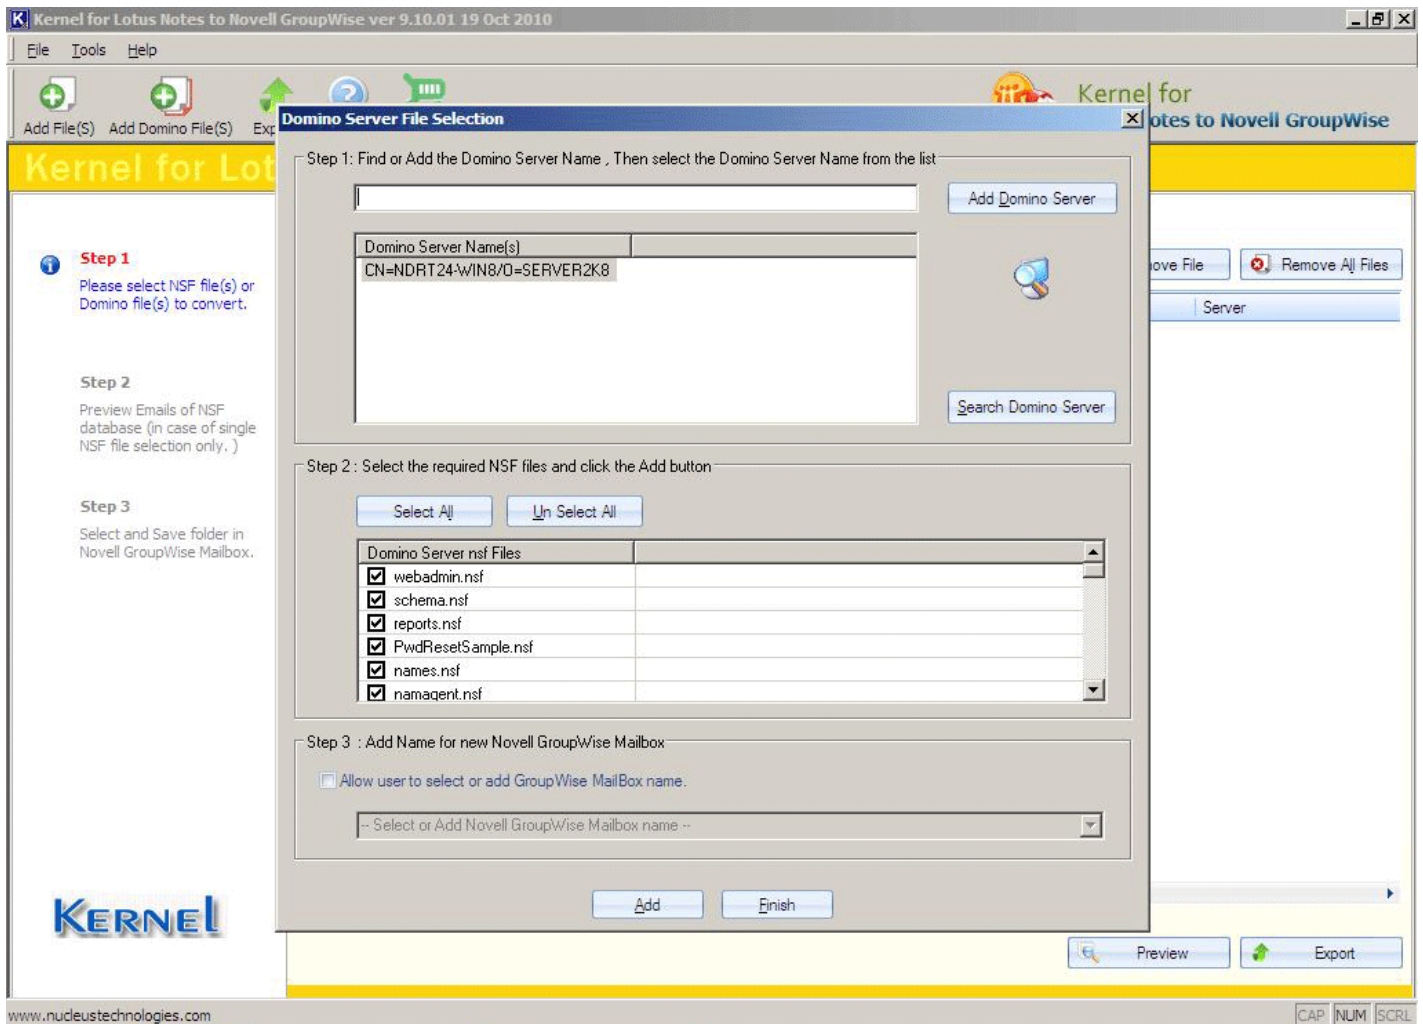 Kernel for Lotus Notes to Novell GroupWise ver 9.10.01 19 Oct 2010
File Tools Help
Add File(S) Add Domino File(S) Exp
Kernel for
otes to Novell GroupWise
Kernel for Lot
Domino Server File Selection
Step 1: Find or Add the Domino Server Name , Then select the Domino Server Name from the list
Add Domino Server
Domino Server Name(s)
CN=NDRT24-WIN8/O=SERVER2K8
Search Domino Server
Step 2 : Select the required NSF files and click the Add button
Select All Un Select All
Domino Server nsf Files
webadmin.nsf
schema.nsf
reports.nsf
PwdResetSample.nsf
names.nsf
namagent.nsf
Step 3 : Add Name for new Novell GroupWise Mailbox
Allow user to select or add GroupWise MailBox name.
-- Select or Add Novell GroupWise Mailbox name --
Add Finish
Step 1
Please select NSF file(s) or
Domino file(s) to convert.
Step 2
Preview Emails of NSF
database (in case of single
NSF file selection only. )
Step 3
Select and Save folder in
Novell GroupWise Mailbox.
KERNEL
ove File Remove All Files
Server
Preview Export
www.nucleustechnologies.com
CAP NUM SCRL